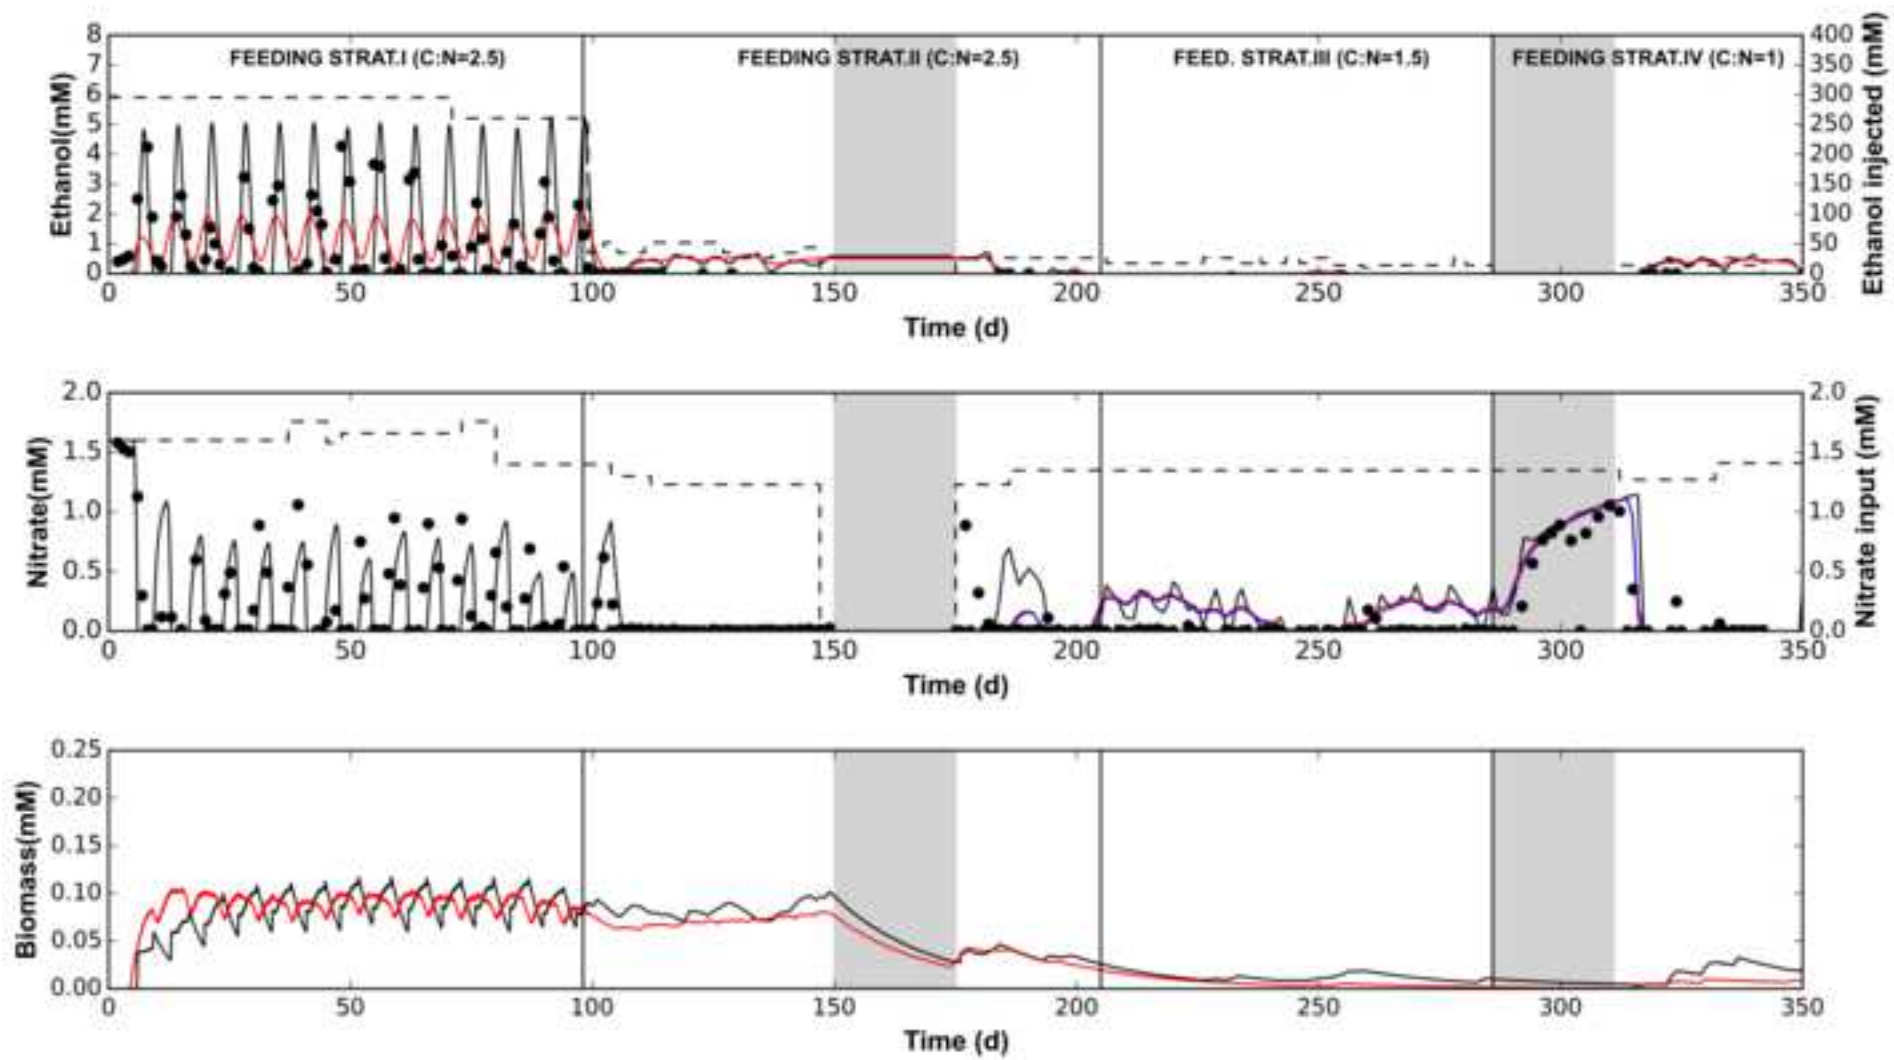 FEEDING STRAT.I (C:N=2.5) FEEDING STRAT.II (C:N=2.5) FEED. STRAT.III (C:N=1.5) FEEDING STRAT.IV (C:N=1)
Ethanol(mM)
8
7
6
5
4
3
2
1
0
400
350
300
250
200
150
100
50
0
Ethanol injected (mM)
0 50 100 150 200 250 300 350
Time (d)
Nitrate(mM)
2.0
1.5
1.0
0.5
0.0
2.0
1.5
1.0
0.5
0.0
Nitrate input (mM)
0 50 100 150 200 250 300 350
Time (d)
Biomass(mM)
0.25
0.20
0.15
0.10
0.05
0.00
0 50 100 150 200 250 300 350
Time (d)